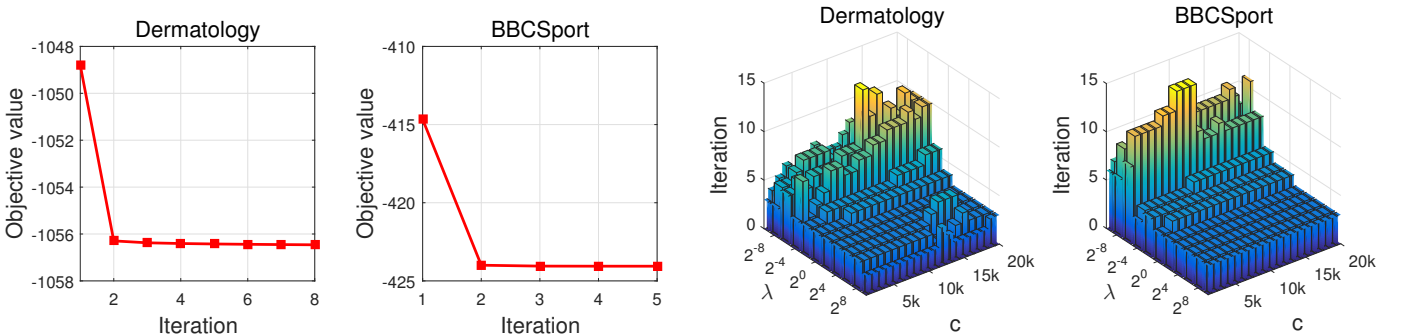 Dermatology
-1048
-1050
-1052
-1054
-1056
-1058
Objective value
2
4
6
8
Iteration
BBCSport
-410
-415
-420
-425
Objective value
1
2
3
4
5
Iteration
Dermatology
15
10
5
0
Iteration
2^-8
2^-4
2^0
2^4
2^8
λ
5k
10k
15k
20k
c
BBCSport
15
10
5
0
Iteration
2^-8
2^-4
2^0
2^4
2^8
λ
5k
10k
15k
20k
c